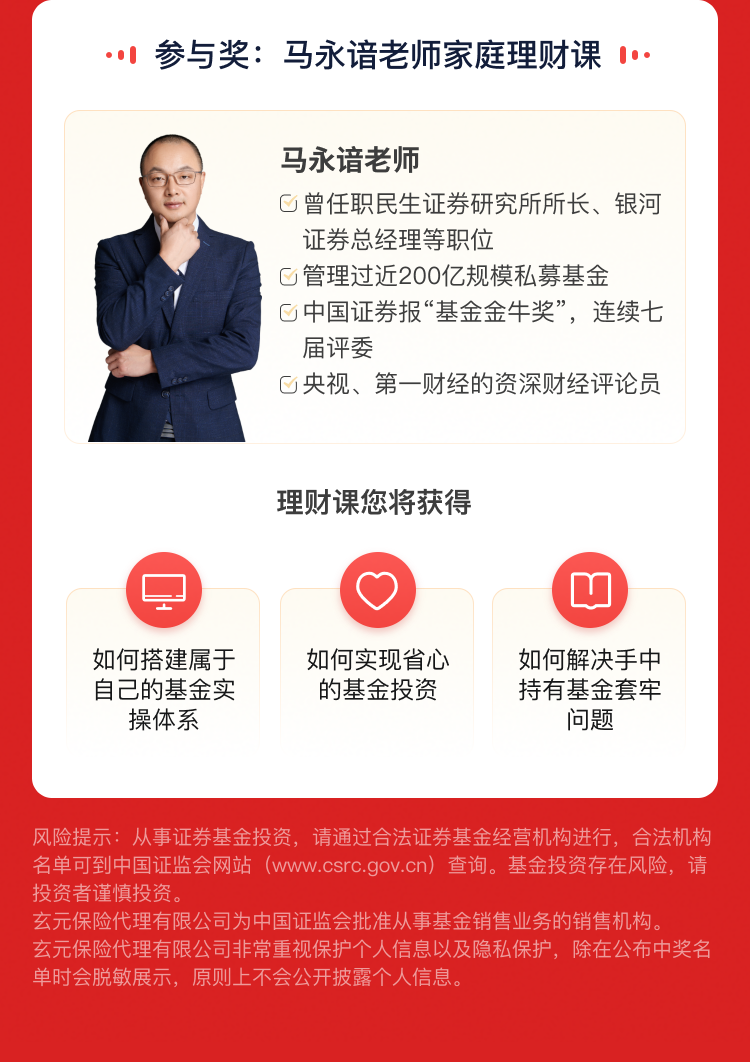 参与奖：马永谙老师家庭理财课
马永谙老师
曾任职民生证券研究所所长、银河
证券总经理等职位
管理过近200亿规模私募基金
中国证券报“基金金牛奖”，连续七
届评委
央视、第一财经的资深财经评论员
理财课您将获得
如何搭建属于
自己的基金实
操体系
如何实现省心
的基金投资
如何解决手中
持有基金套牢
问题
风险提示：从事证券基金投资，请通过合法证券基金经营机构进行，合法机构
名单可到中国证监会网站（www.csrc.gov.cn）查询。基金投资存在风险，请
投资者谨慎投资。
玄元保险代理有限公司为中国证监会批准从事基金销售业务的销售机构。
玄元保险代理有限公司非常重视保护个人信息以及隐私保护，除在公布中奖名
单时会脱敏展示，原则上不会公开披露个人信息。